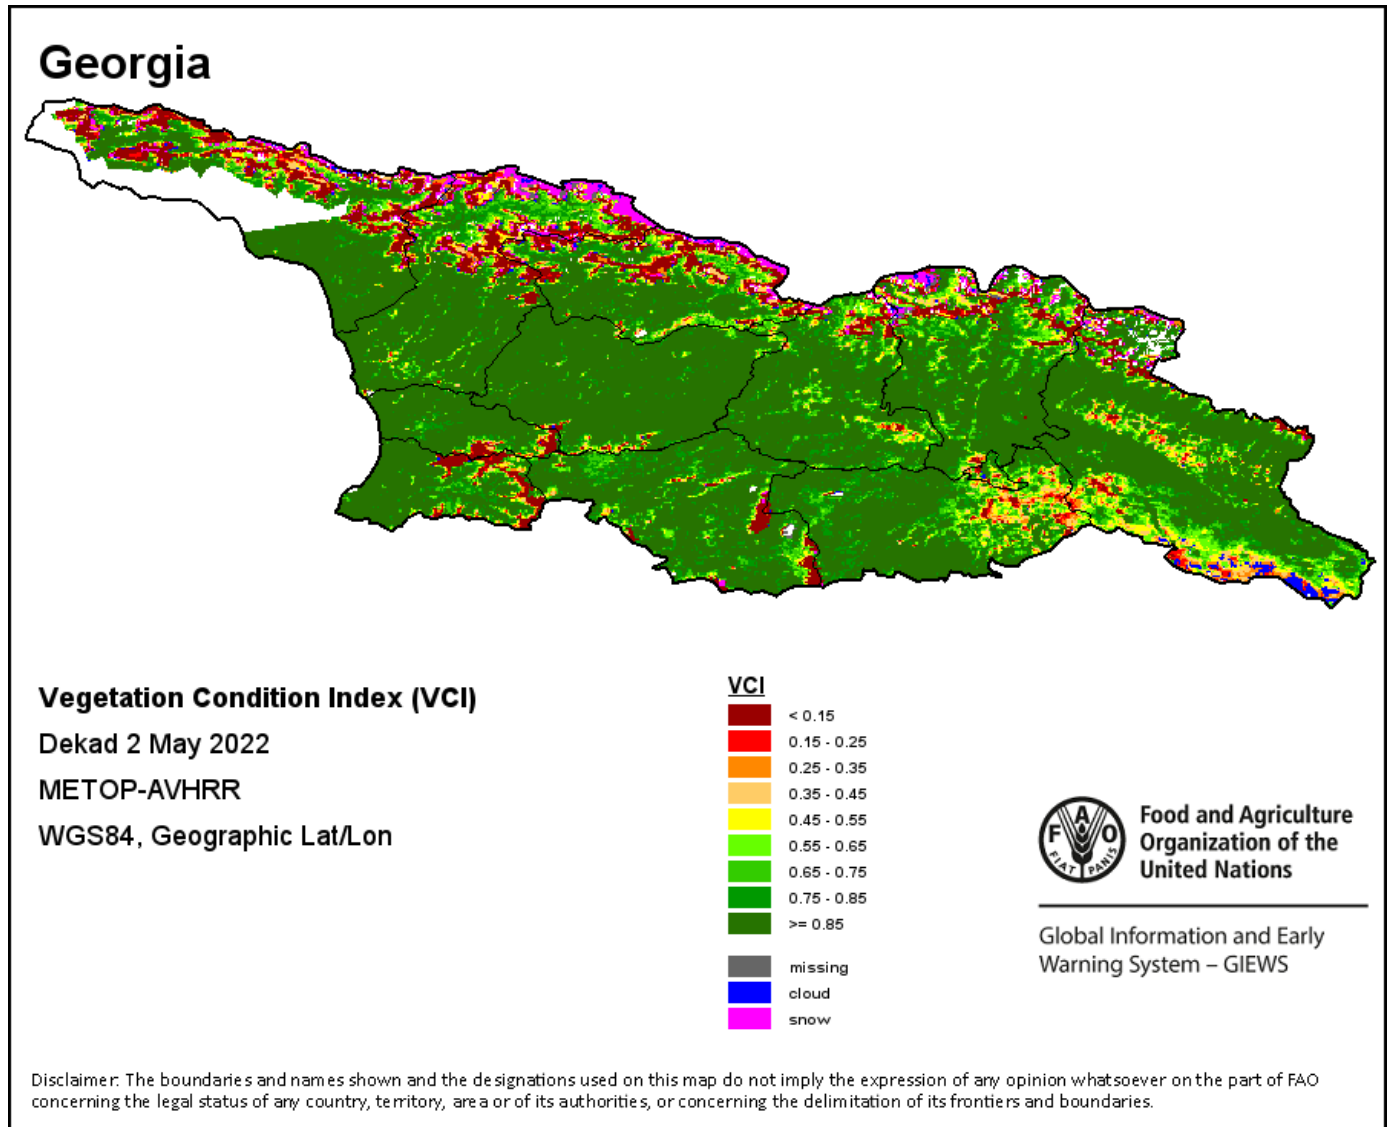 Georgia
Vegetation Condition Index (VCI)
Dekad 2 May 2022
METOP-AVHRR
WGS84, Geographic Lat/Lon
VCI
< 0.15
0.15 - 0.25
0.25 - 0.35
0.35 - 0.45
0.45 - 0.55
0.55 - 0.65
0.65 - 0.75
0.75 - 0.85
>= 0.85
missing
cloud
snow
F A O
FIAT PANIS
Food and Agriculture
Organization of the
United Nations
Global Information and Early
Warning System – GIEWS
Disclaimer: The boundaries and names shown and the designations used on this map do not imply the expression of any opinion whatsoever on the part of FAO
concerning the legal status of any country, territory, area or of its authorities, or concerning the delimitation of its frontiers and boundaries.